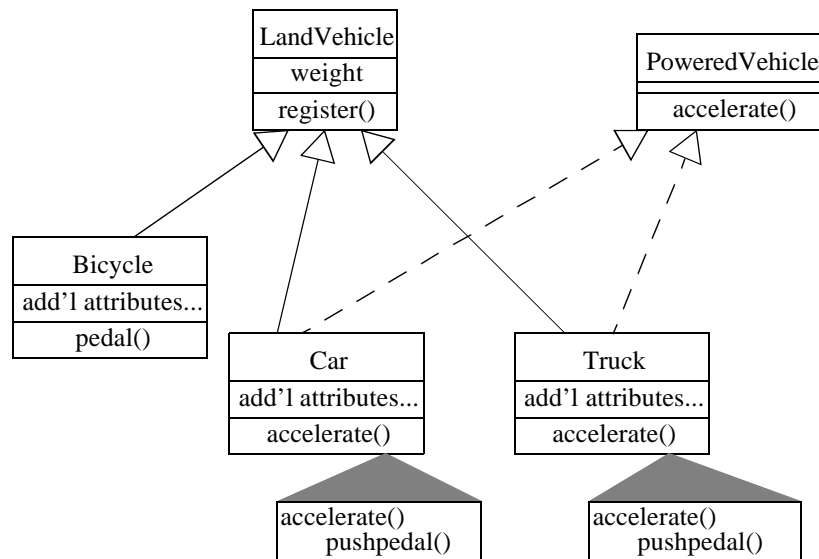 LandVehicle
weight
register()
PoweredVehicle
accelerate()
Bicycle
add'l attributes...
pedal()
Car
add'l attributes...
accelerate()
Truck
add'l attributes...
accelerate()
accelerate()
pushpedal()
accelerate()
pushpedal()